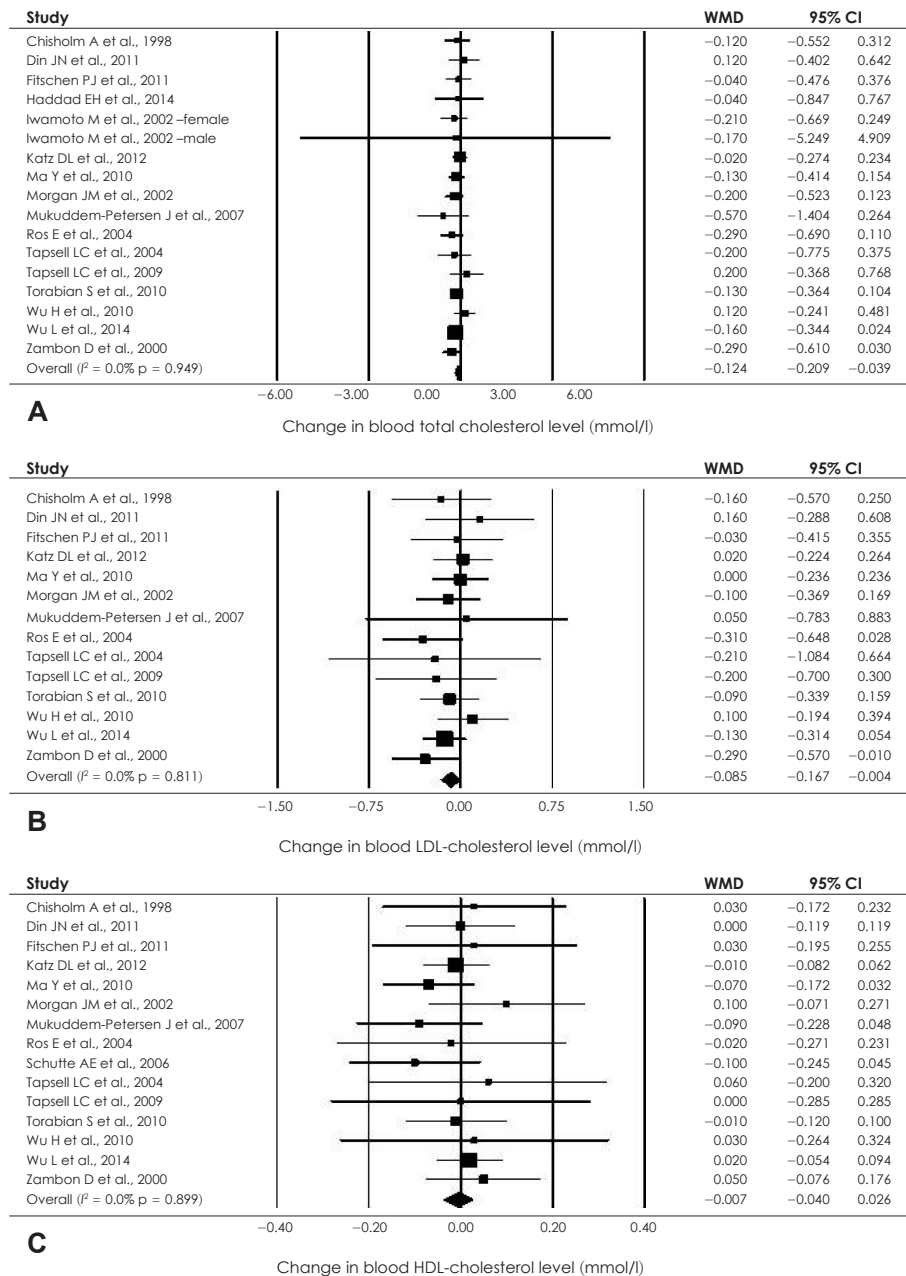 Study WMD 95% CI
Chisholm A et al., 1998 −0.120 −0.552 0.312
Din JN et al., 2011 0.120 −0.402 0.642
Fitschen PJ et al., 2011 −0.040 −0.476 0.376
Haddad EH et al., 2014 −0.040 −0.847 0.767
Iwamoto M et al., 2002 –female −0.210 −0.669 0.249
Iwamoto M et al., 2002 –male −0.170 −5.249 4.909
Katz DL et al., 2012 −0.020 −0.274 0.234
Ma Y et al., 2010 −0.130 −0.414 0.154
Morgan JM et al., 2002 −0.200 −0.523 0.123
Mukuddem-Petersen J et al., 2007 −0.570 −1.404 0.264
Ros E et al., 2004 −0.290 −0.690 0.110
Tapsell LC et al., 2004 −0.200 −0.775 0.375
Tapsell LC et al., 2009 0.200 −0.368 0.768
Torabian S et al., 2010 −0.130 −0.364 0.104
Wu H et al., 2010 0.120 −0.241 0.481
Wu L et al., 2014 −0.160 −0.344 0.024
Zambon D et al., 2000 −0.290 −0.610 0.030
Overall (I² = 0.0% p = 0.949) −0.124 −0.209 −0.039
−6.00 −3.00 0.00 3.00 6.00
A
Change in blood total cholesterol level (mmol/l)
Study WMD 95% CI
Chisholm A et al., 1998 −0.160 −0.570 0.250
Din JN et al., 2011 0.160 −0.288 0.608
Fitschen PJ et al., 2011 −0.030 −0.415 0.355
Katz DL et al., 2012 0.020 −0.224 0.264
Ma Y et al., 2010 0.000 −0.236 0.236
Morgan JM et al., 2002 −0.100 −0.369 0.169
Mukuddem-Petersen J et al., 2007 0.050 −0.783 0.883
Ros E et al., 2004 −0.310 −0.648 0.028
Tapsell LC et al., 2004 −0.210 −1.084 0.664
Tapsell LC et al., 2009 −0.200 −0.700 0.300
Torabian S et al., 2010 −0.090 −0.339 0.159
Wu H et al., 2010 0.100 −0.194 0.394
Wu L et al., 2014 −0.130 −0.314 0.054
Zambon D et al., 2000 −0.290 −0.570 −0.010
Overall (I² = 0.0% p = 0.811) −0.085 −0.167 −0.004
−1.50 −0.75 0.00 0.75 1.50
B
Change in blood LDL-cholesterol level (mmol/l)
Study WMD 95% CI
Chisholm A et al., 1998 0.030 −0.172 0.232
Din JN et al., 2011 0.000 −0.119 0.119
Fitschen PJ et al., 2011 0.030 −0.195 0.255
Katz DL et al., 2012 −0.010 −0.082 0.062
Ma Y et al., 2010 −0.070 −0.172 0.032
Morgan JM et al., 2002 0.100 −0.071 0.271
Mukuddem-Petersen J et al., 2007 −0.090 −0.228 0.048
Ros E et al., 2004 −0.020 −0.271 0.231
Schutte AE et al., 2006 −0.100 −0.245 0.045
Tapsell LC et al., 2004 0.060 −0.200 0.320
Tapsell LC et al., 2009 0.000 −0.285 0.285
Torabian S et al., 2010 −0.010 −0.120 0.100
Wu H et al., 2010 0.030 −0.264 0.324
Wu L et al., 2014 0.020 −0.054 0.094
Zambon D et al., 2000 0.050 −0.076 0.176
Overall (I² = 0.0% p = 0.899) −0.007 −0.040 0.026
−0.40 −0.20 0.00 0.20 0.40
C
Change in blood HDL-cholesterol level (mmol/l)